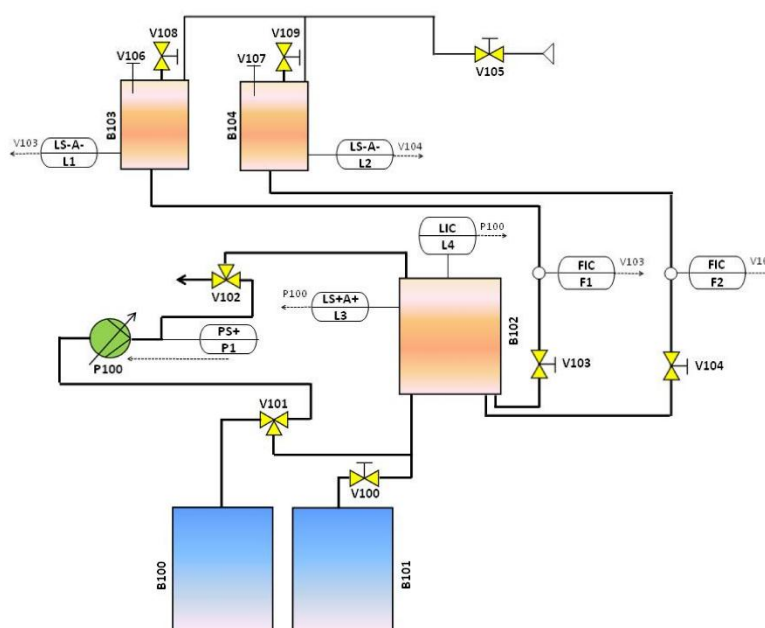 V108
V109
V106
V107
V105
B103
B104
V103
LS-A-
L1
LS-A-
L2
V104
LIC
L4
P100
FIC
F1
V103
FIC
F2
V102
P100
LS+A+
L3
B102
PS+
P1
P100
V103
V104
V101
V100
B100
B101